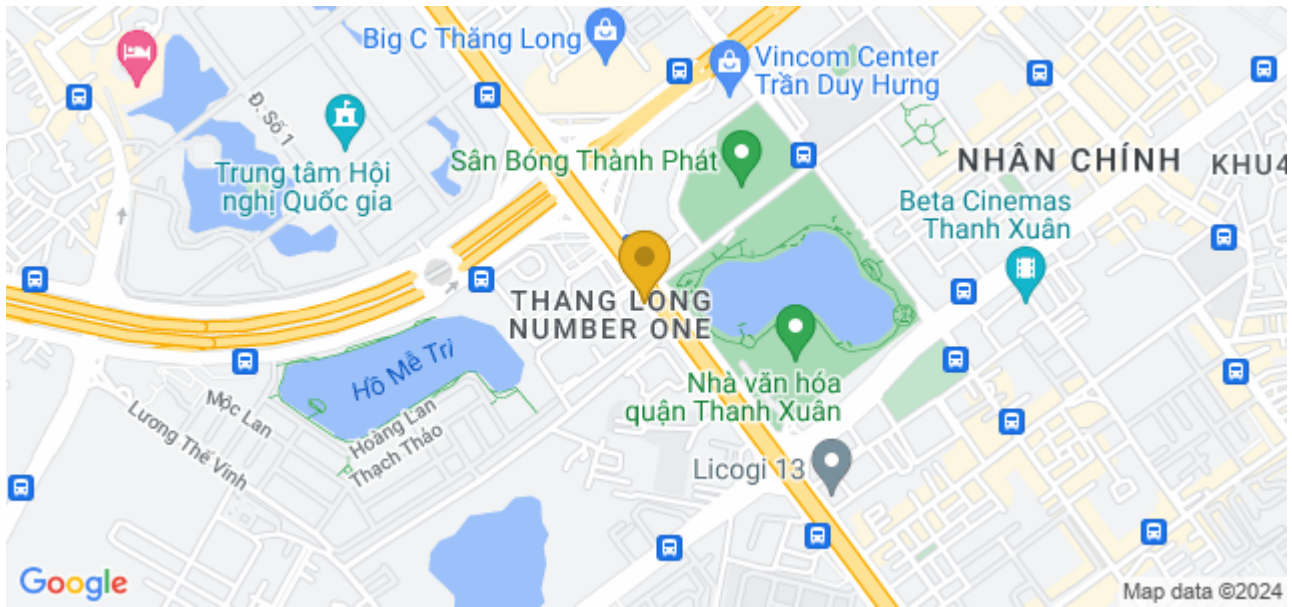 Big C Thăng Long
Vincom Center
Trần Duy Hưng
Đ. Số 1
Trung tâm Hội
nghị Quốc gia
Sân Bóng Thành Phát
NHÂN CHÍNH
KHU4
Beta Cinemas
Thanh Xuân
THANG LONG
NUMBER ONE
Hồ Mễ Trì
Nhà văn hóa
quận Thanh Xuân
Mộc Lan
Lương Thế Vinh
Hoàng Lan
Thạch Thảo
Licogi 13
Google
Map data ©2024